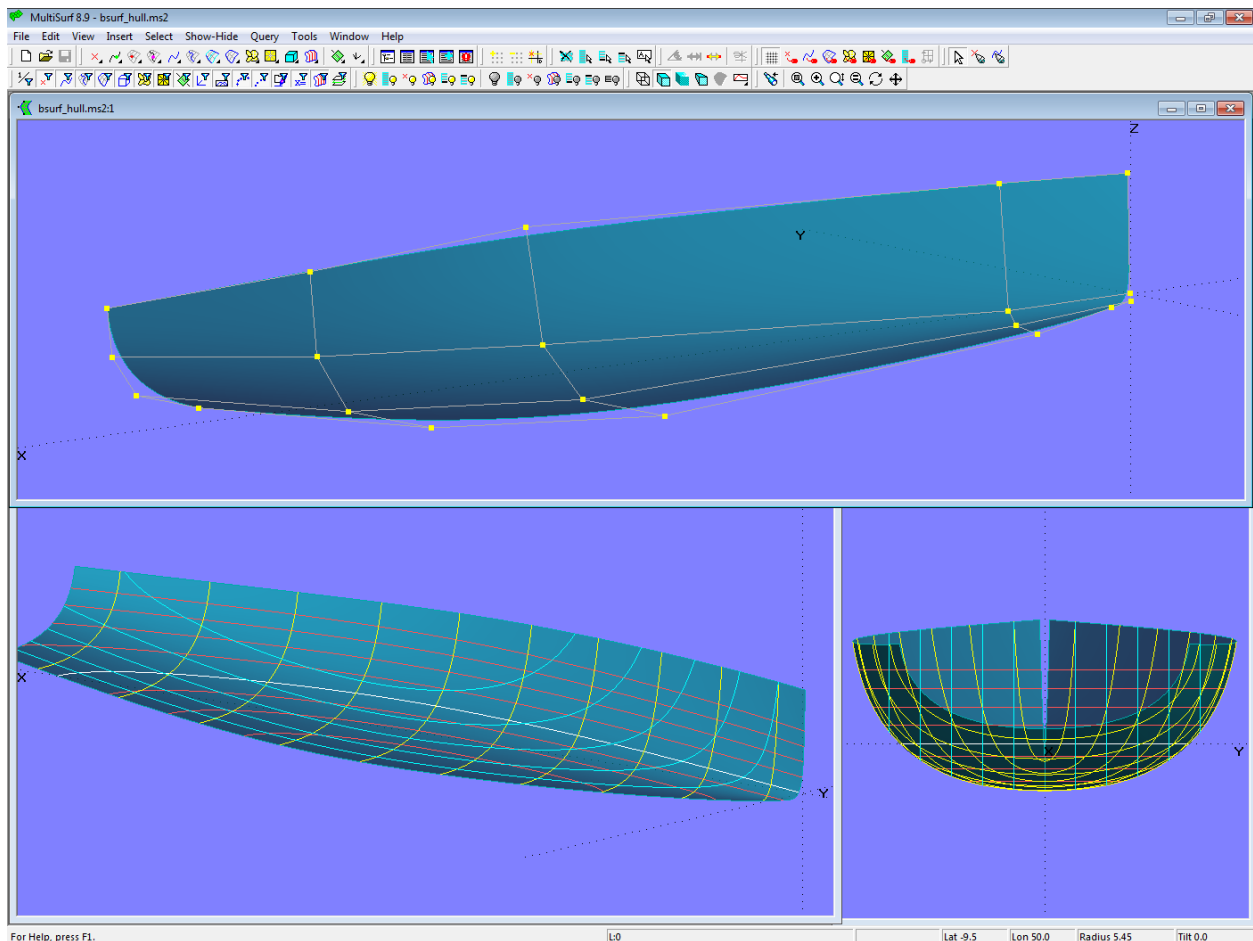 MultiSurf 8.9 - bsurf_hull.ms2
File Edit View Insert Select Show-Hide Query Tools Window Help
bsurf_hull.ms2:1
Z
Y
X
X
Y
X
Y
For Help, press F1.
L:0
Lat -9.5
Lon 50.0
Radius 5.45
Tilt 0.0